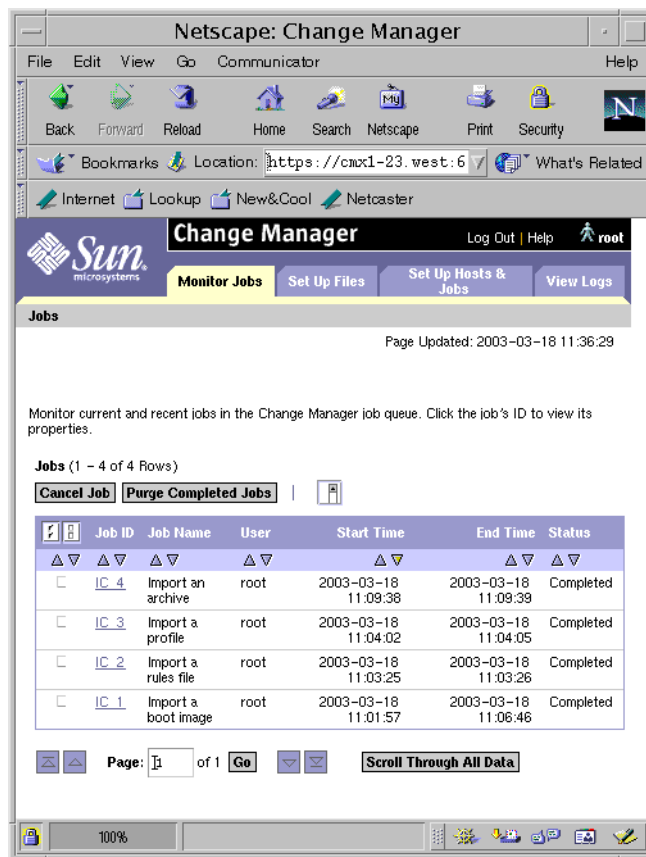 Netscape: Change Manager
File Edit View Go Communicator Help
Back Forward Reload Home Search Netscape Print Security
My
N
Bookmarks Location: https://cmx1-23.west:6 What's Related
Internet Lookup New&Cool Netcaster
Sun microsystems
Change Manager Log Out | Help root
Monitor Jobs Set Up Files Set Up Hosts & Jobs View Logs
Jobs
Page Updated: 2003-03-18 11:36:29
Monitor current and recent jobs in the Change Manager job queue. Click the job's ID to view its
properties.
Jobs (1 - 4 of 4 Rows)
Cancel Job Purge Completed Jobs |
Job ID Job Name User Start Time End Time Status
IC_4 Import an archive root 2003-03-18 11:09:38 2003-03-18 11:09:39 Completed
IC_3 Import a profile root 2003-03-18 11:04:02 2003-03-18 11:04:05 Completed
IC_2 Import a rules file root 2003-03-18 11:03:25 2003-03-18 11:03:26 Completed
IC_1 Import a boot image root 2003-03-18 11:01:57 2003-03-18 11:06:46 Completed
Page: 1 of 1 Go Scroll Through All Data
100%